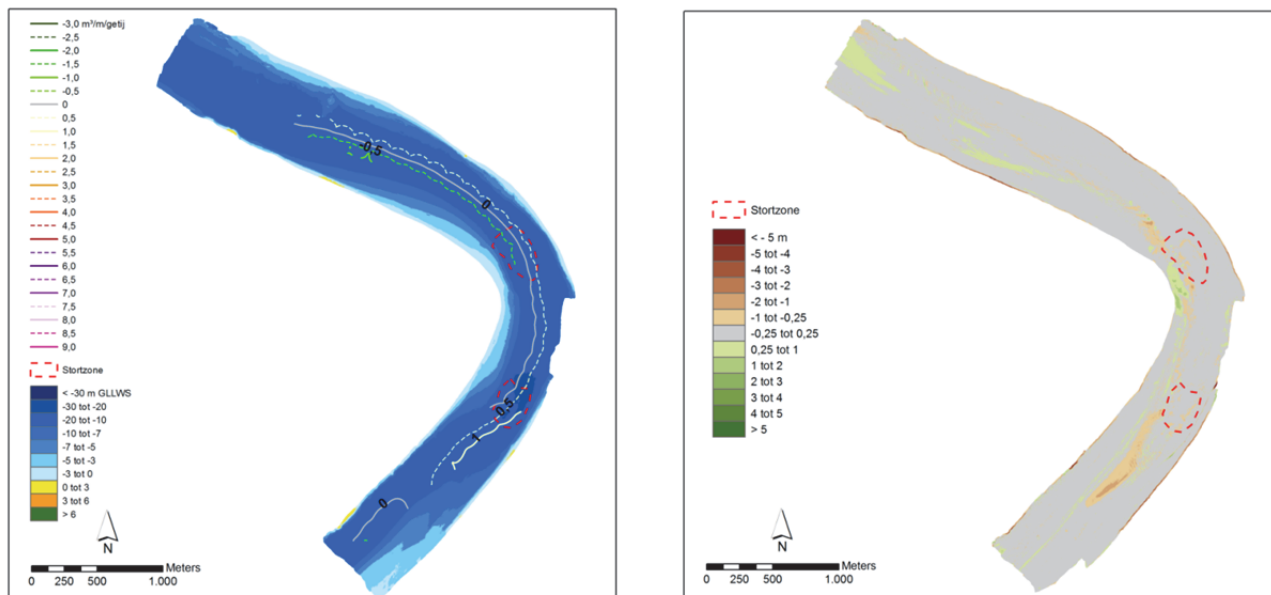 -3,0 m³/m/getij
-2,5
-2,0
-1,5
-1,0
-0,5
0
0,5
1,0
1,5
2,0
2,5
3,0
3,5
4,0
4,5
5,0
5,5
6,0
6,5
7,0
7,5
8,0
8,5
9,0
Stortzone
< -30 m GLLWS
-30 tot -20
-20 tot -10
-10 tot -7
-7 tot -5
-5 tot -3
-3 tot 0
0 tot 3
3 tot 6
> 6
N
Meters
0 250 500 1.000
-0,5
0
0,5
1
0
Stortzone
< - 5 m
-5 tot -4
-4 tot -3
-3 tot -2
-2 tot -1
-1 tot -0,25
-0,25 tot 0,25
0,25 tot 1
1 tot 2
2 tot 3
3 tot 4
4 tot 5
> 5
N
Meters
0 250 500 1.000